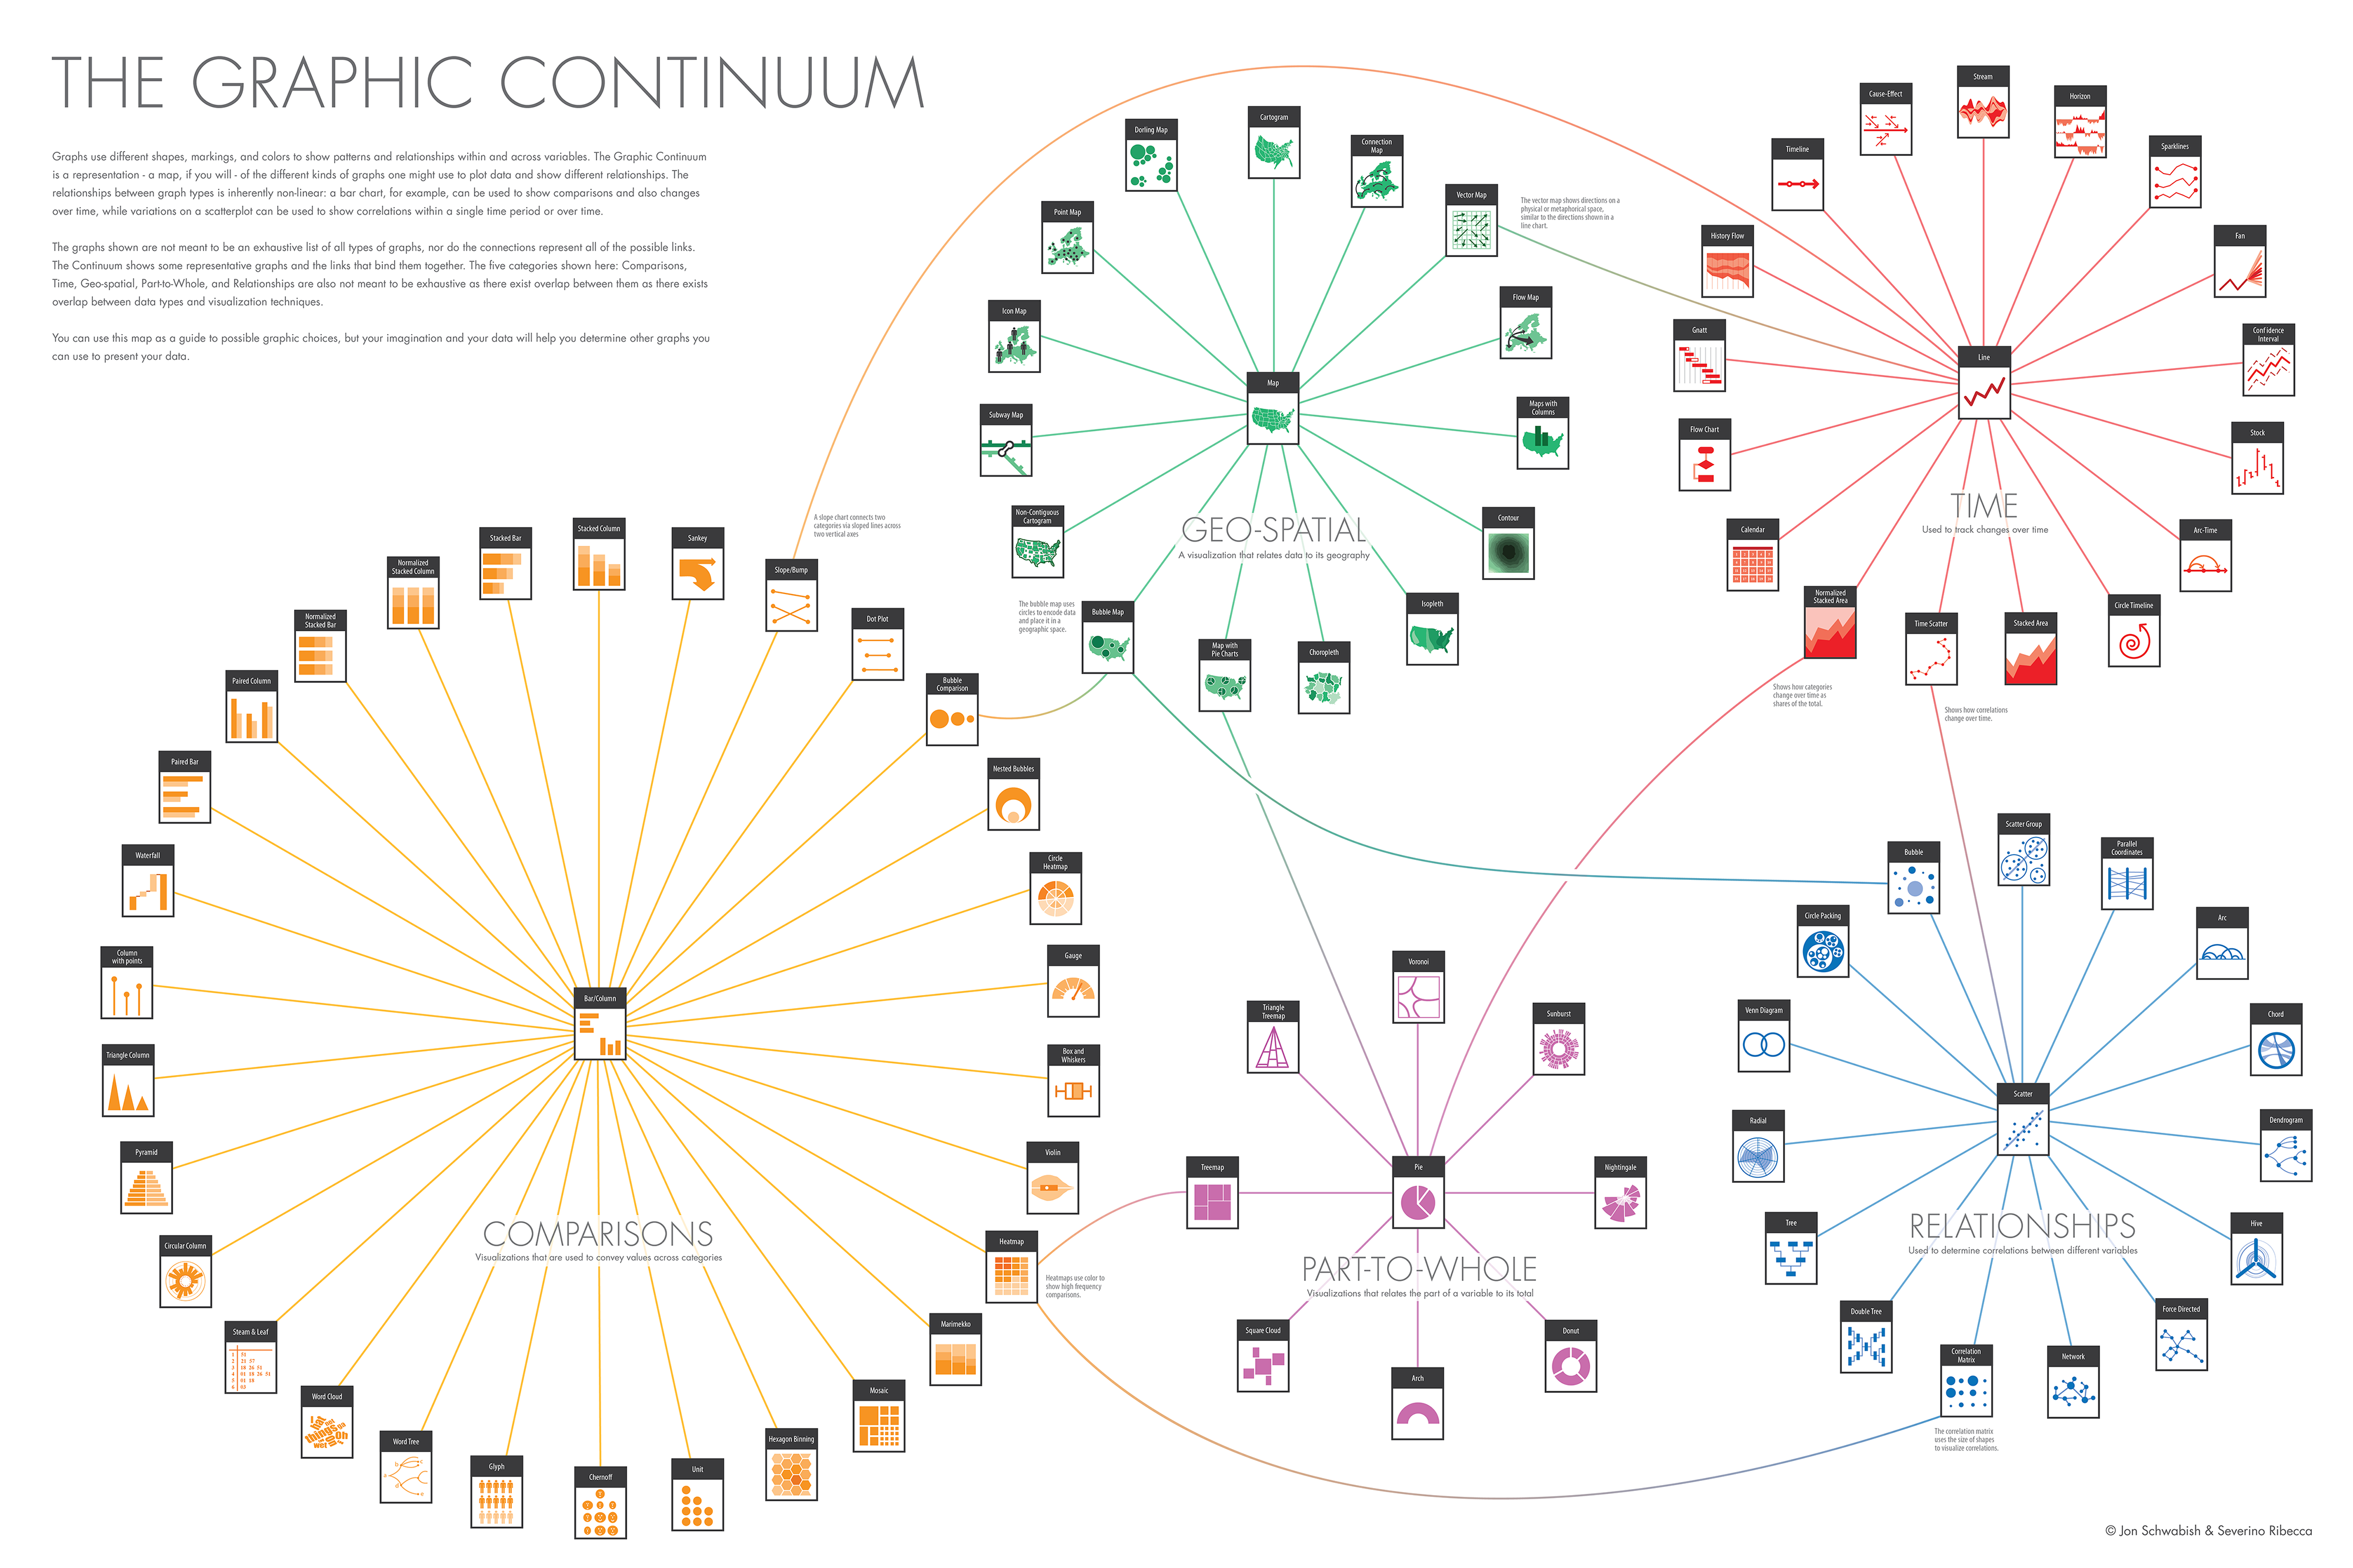 THE GRAPHIC CONTINUUM
Graphs use different shapes, markings, and colors to show patterns and relationships within and across variables. The Graphic Continuum
is a representation - a map, if you will - of the different kinds of graphs one might use to plot data and show different relationships. The
relationships between graph types is inherently non-linear: a bar chart, for example, can be used to show comparisons and also changes
over time, while variations on a scatterplot can be used to show correlations within a single time period or over time.
The graphs shown are not meant to be an exhaustive list of all types of graphs, nor do the connections represent all of the possible links.
The Continuum shows some representative graphs and the links that bind them together. The five categories shown here: Comparisons,
Time, Geo-spatial, Part-to-Whole, and Relationships are also not meant to be exhaustive as there exist overlap between them as there exists
overlap between data types and visualization techniques.
You can use this map as a guide to possible graphic choices, but your imagination and your data will help you determine other graphs you
can use to present your data.
Dorling Map
Cartogram
Connection
Map
Vector Map
The vector map shows directions on a
physical or metaphorical space,
similar to the directions shown in a
line chart.
Point Map
Icon Map
Flow Map
Subway Map
Map
Maps with
Columns
Non-Contiguous
Cartogram
Contour
GEO-SPATIAL
A visualization that relates data to its geography
The bubble map uses
circles to encode data
and place it in a
geographic space.
Bubble Map
Map with
Pie Charts
Choropleth
Isopleth
Stream
Cause-Effect
Horizon
Timeline
Sparklines
History Flow
Fan
Gnatt
Line
Confidence
Interval
Flow Chart
Stock
TIME
Used to track changes over time
Calendar
Arc-Time
Normalized
Stacked Area
Time Scatter
Stacked Area
Circle Timeline
Shows how categories
change over time as
shares of the total.
Shows how correlations
change over time.
A slope chart connects two
categories via sloped lines across
two vertical axes
Stacked Column
Stacked Bar
Sankey
Normalized
Stacked Column
Slope/Bump
Normalized
Stacked Bar
Dot Plot
Paired Column
Bubble
Comparison
Paired Bar
Nested Bubbles
Waterfall
Circle
Heatmap
Column
with points
Gauge
Bar/Column
Triangle Column
Box and
Whiskers
Pyramid
Violin
COMPARISONS
Visualizations that are used to convey values across categories
Circular Column
Heatmap
Heatmaps use color to
show high frequency
comparisons.
Steam & Leaf
1 51
2 21 57
3 18 26 51
4 01 18 26 51
5 01 18
6 03
Marimekko
Word Cloud
Mosaic
Word Tree
Hexagon Binning
Glyph
Chernoff
Unit
Voronoi
Triangle
Treemap
Sunburst
Treemap
Pie
Nightingale
PART-TO-WHOLE
Visualizations that relates the part of a variable to its total
Square Cloud
Donut
Arch
Scatter Group
Bubble
Parallel
Coordinates
Circle Packing
Arc
Venn Diagram
Chord
Scatter
Radial
Dendrogram
Tree
Hive
RELATIONSHIPS
Used to determine correlations between different variables
Double Tree
Force Directed
Correlation
Matrix
Network
The correlation matrix
uses the size of shapes
to visualize correlations.
© Jon Schwabish & Severino Ribecca